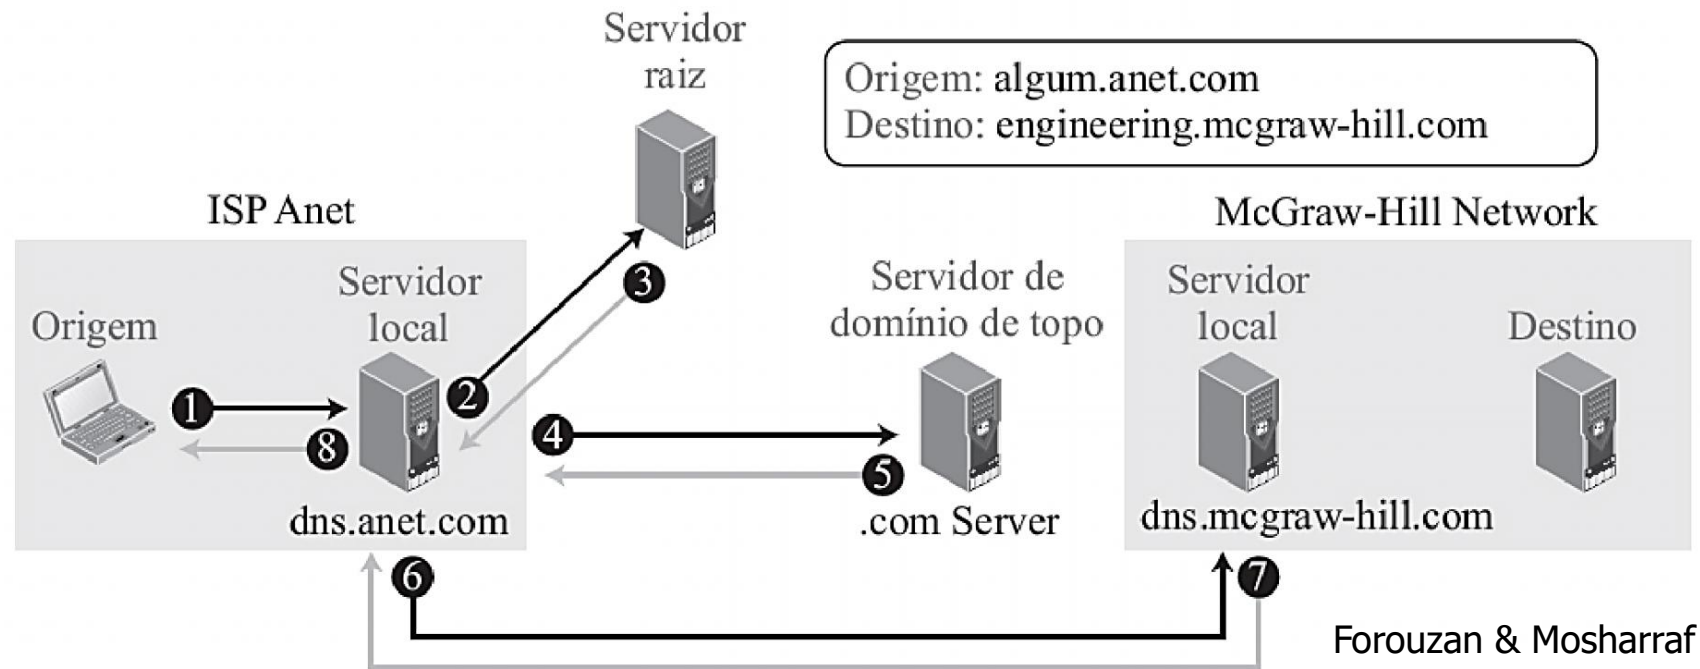 Servidor
raiz
Origem: algum.anet.com
Destino: engineering.mcgraw-hill.com
ISP Anet
McGraw-Hill Network
Origem
Servidor
local
Servidor de
domínio de topo
Servidor
local
Destino
1
2
3
4
5
8
dns.anet.com
.com Server
dns.mcgraw-hill.com
6
7
Forouzan & Mosharraf